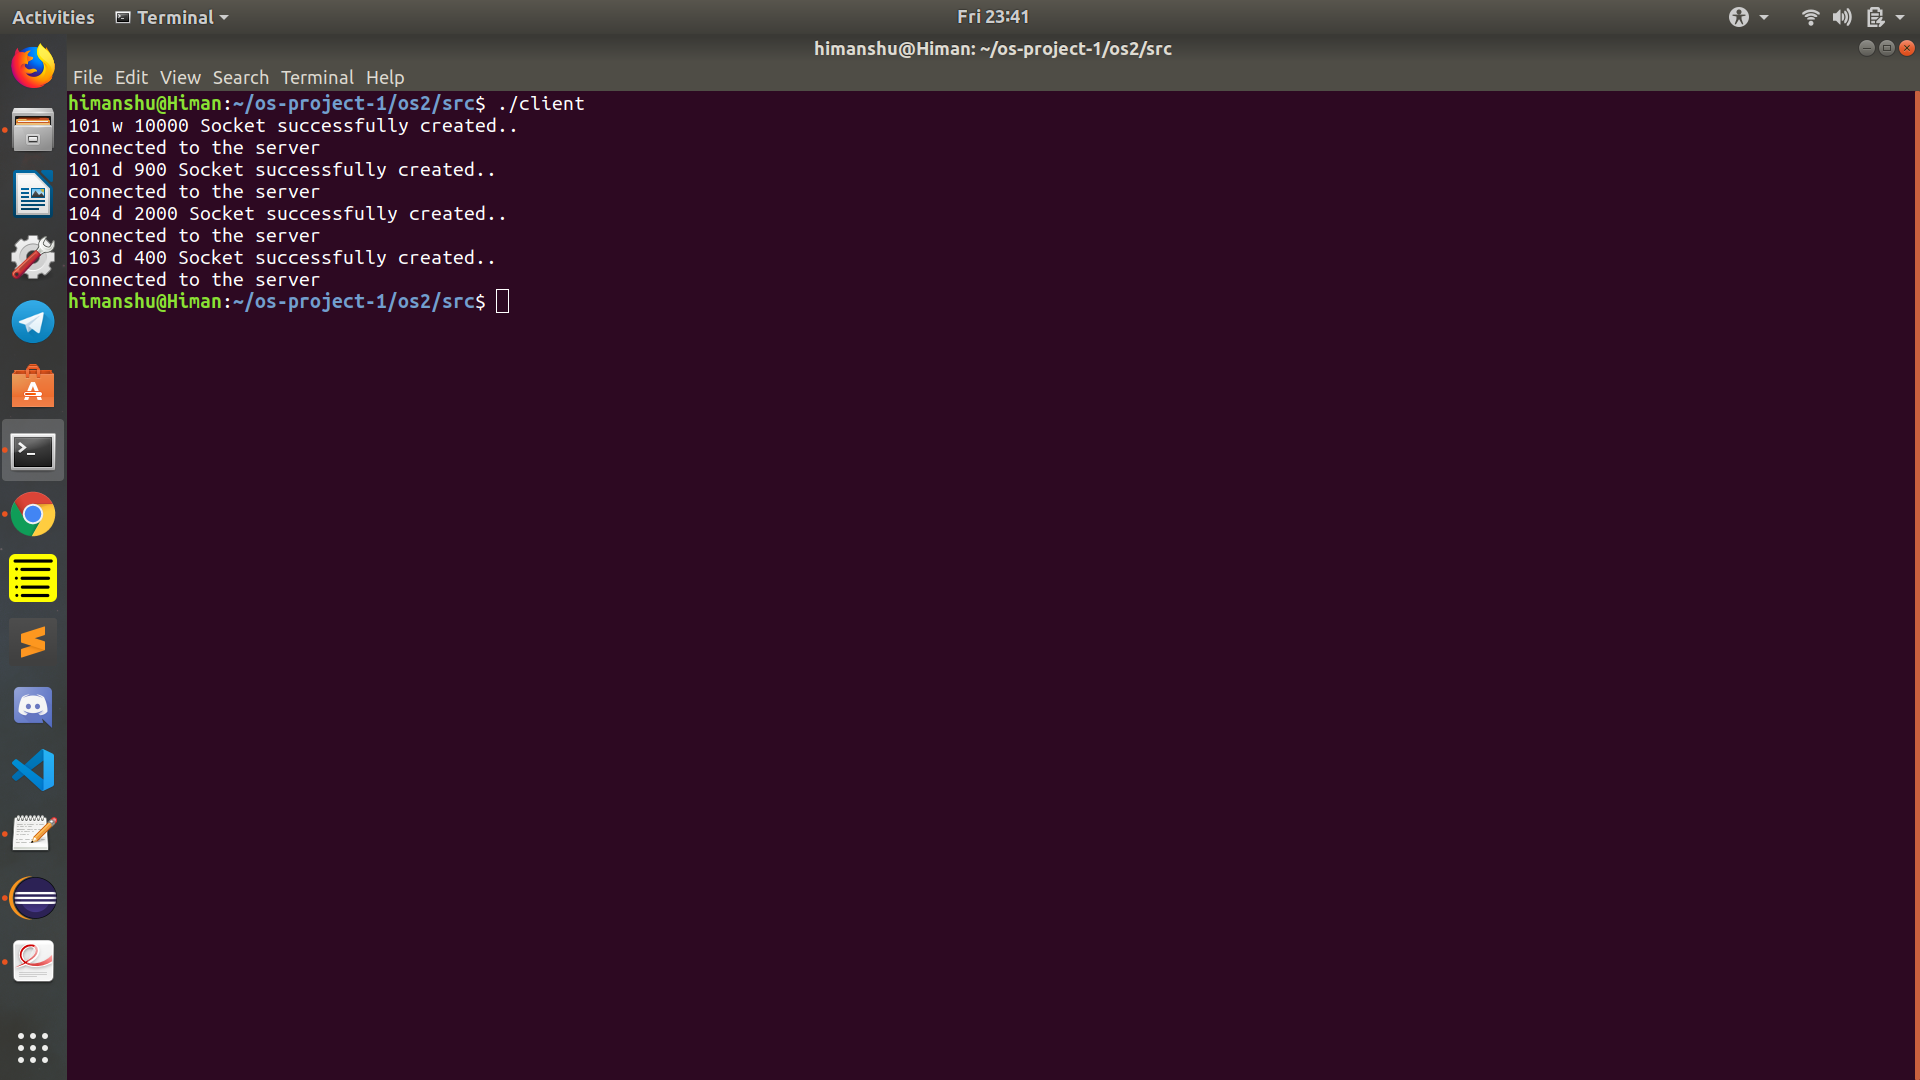 Activities Terminal Fri 23:41
himanshu@Himan: ~/os-project-1/os2/src
File Edit View Search Terminal Help
himanshu@Himan:~/os-project-1/os2/src$ ./client
101 w 10000 Socket successfully created..
connected to the server
101 d 900 Socket successfully created..
connected to the server
104 d 2000 Socket successfully created..
connected to the server
103 d 400 Socket successfully created..
connected to the server
himanshu@Himan:~/os-project-1/os2/src$